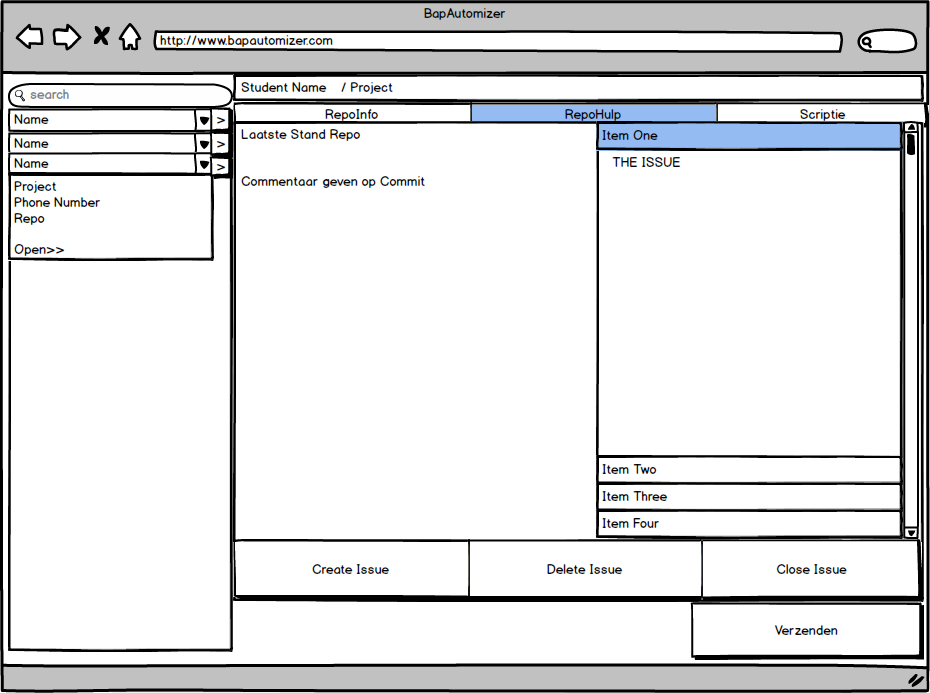 BapAutomizer
http://www.bapautomizer.com
search
Name
>
Name
>
Name
>
Project
Phone Number
Repo
Open>>
Student Name / Project
RepoInfo
RepoHulp
Scriptie
Laatste Stand Repo
Commentaar geven op Commit
Item One
THE ISSUE
Item Two
Item Three
Item Four
Create Issue
Delete Issue
Close Issue
Verzenden